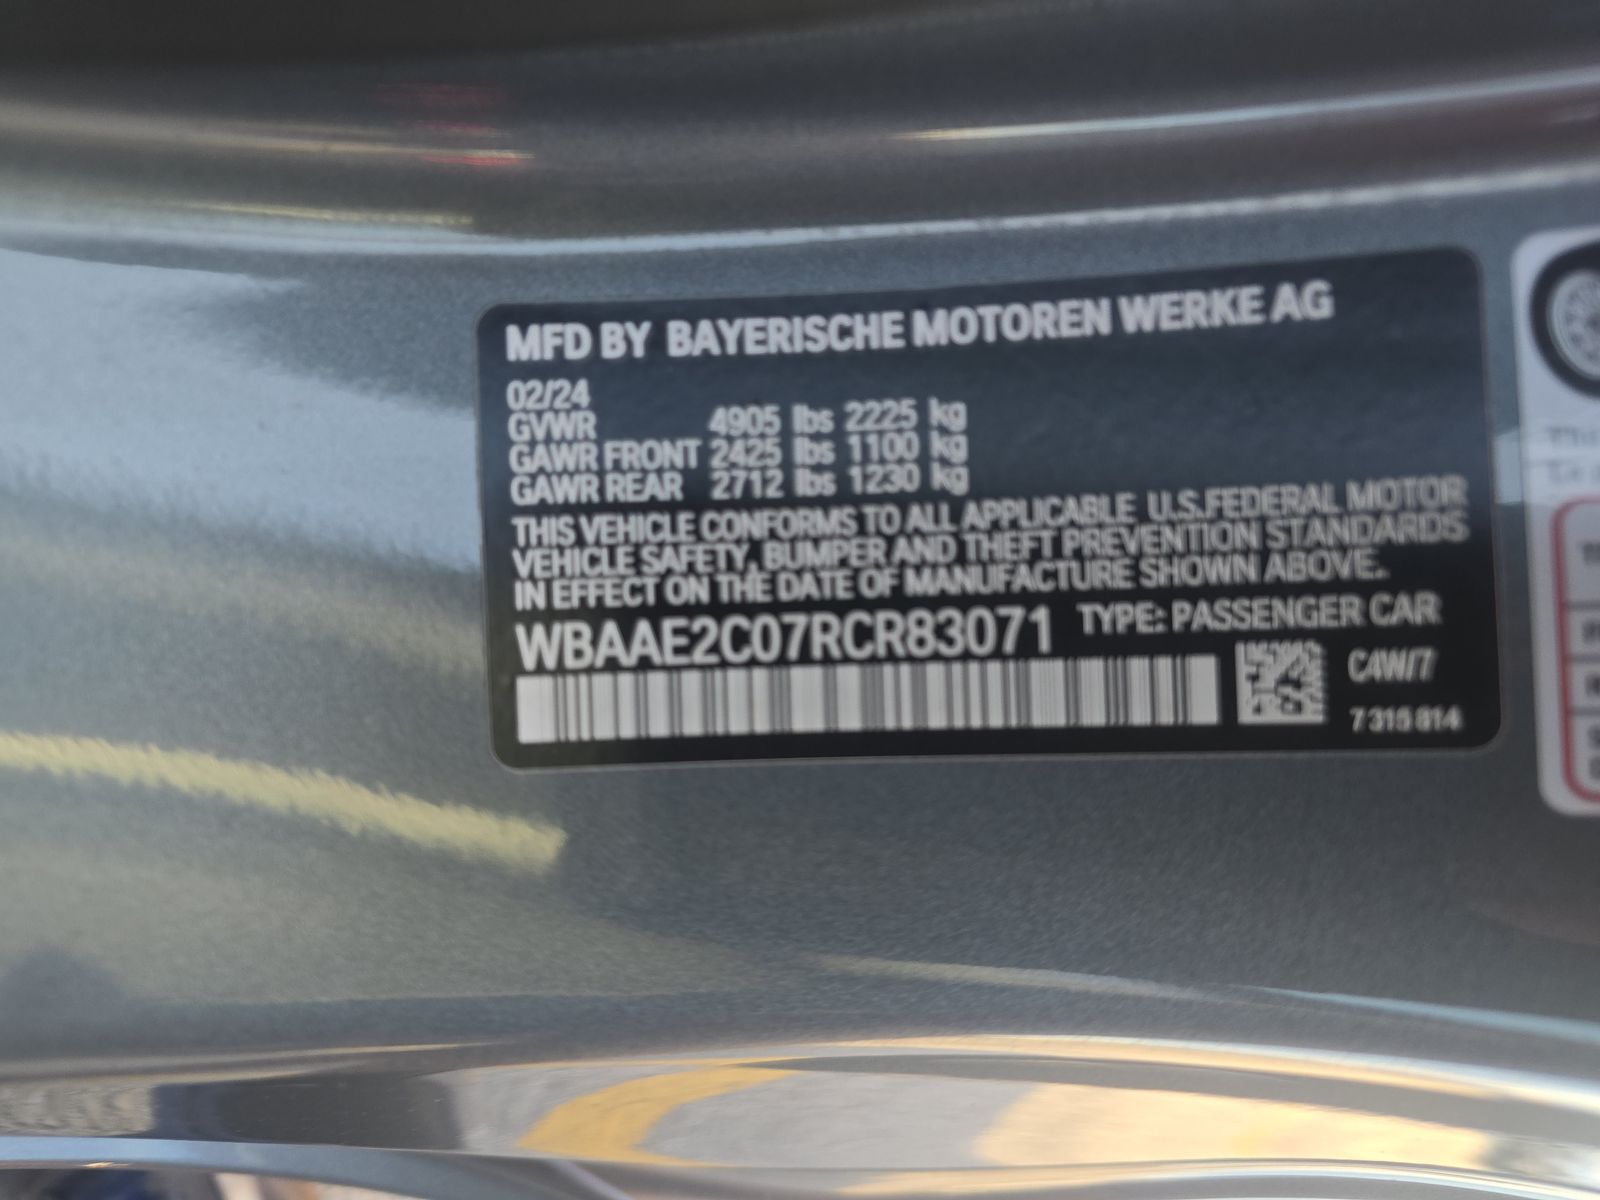 MFD BY BAYERISCHE MOTOREN WERKE AG
02/24
GVWR 4905 lbs 2225 kg
GAWR FRONT 2425 lbs 1100 kg
GAWR REAR 2712 lbs 1230 kg
THIS VEHICLE CONFORMS TO ALL APPLICABLE U.S.FEDERAL MOTOR
VEHICLE SAFETY, BUMPER AND THEFT PREVENTION STANDARDS
IN EFFECT ON THE DATE OF MANUFACTURE SHOWN ABOVE.
WBAAE2C07RCR83071 TYPE: PASSENGER CAR
C4W/7
7 315 814